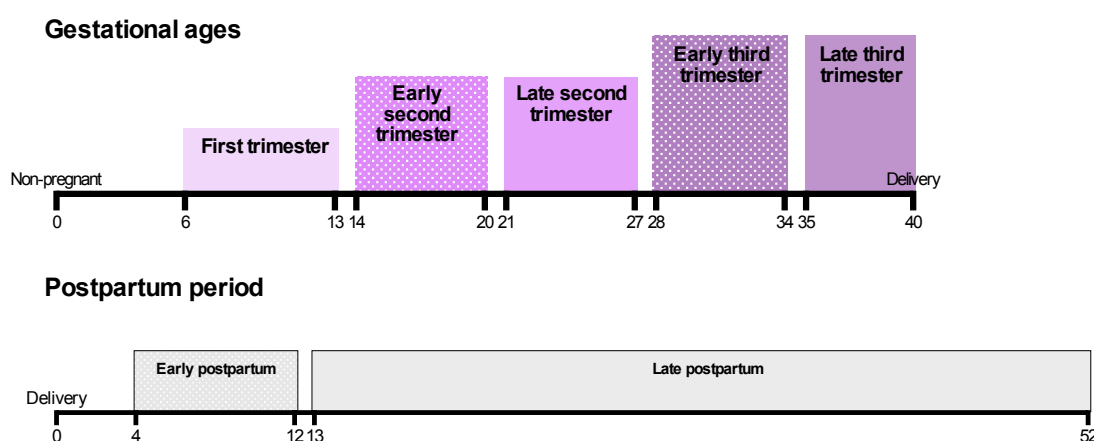 Gestational ages
Early third
trimester
Late third
trimester
Early
second
trimester
Late second
trimester
First trimester
Non-pregnant
Delivery
0
6
13
14
20
21
27
28
34
35
40
Postpartum period
Early postpartum
Late postpartum
Delivery
0
4
12
13
52